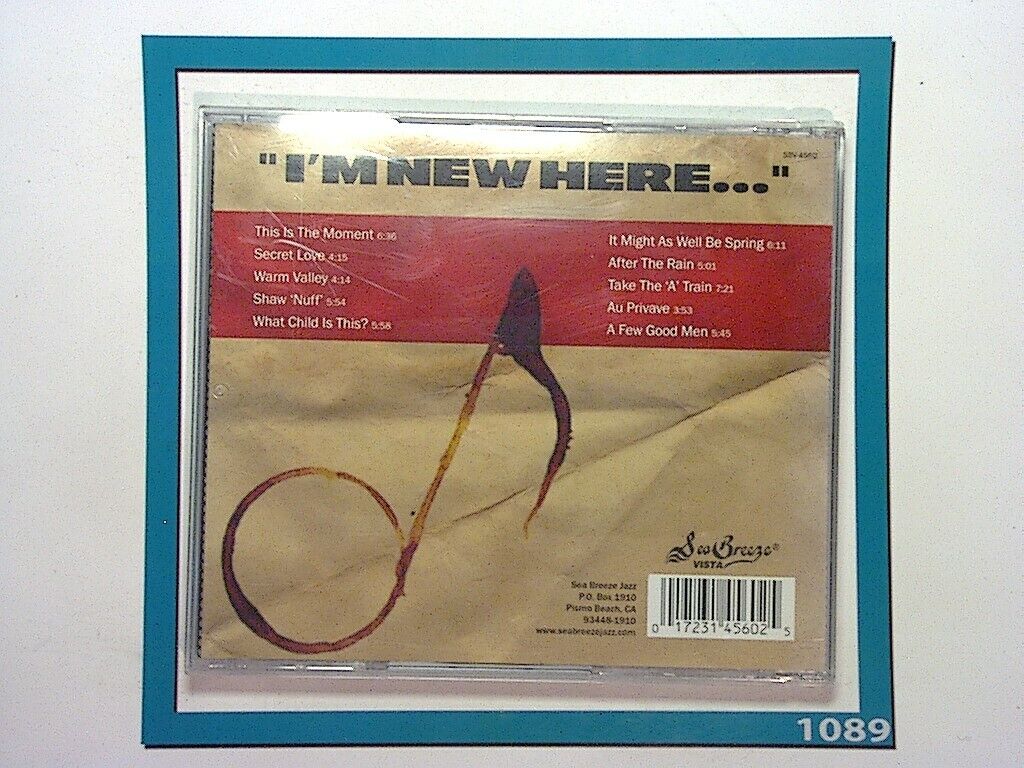 "I'M NEW HERE..."
SBV-4560
This Is The Moment 6:36
Secret Love 4:15
Warm Valley 4:14
Shaw 'Nuff' 5:54
What Child Is This? 5:58
It Might As Well Be Spring 6:11
After The Rain 5:01
Take The 'A' Train 7:21
Au Privave 3:53
A Few Good Men 5:45
Sea Breeze®
VISTA
Sea Breeze Jazz
P.O. Box 1910
Pismo Beach, CA
93448-1910
www.seabreezejazz.com
0 17231 45602 5
1089